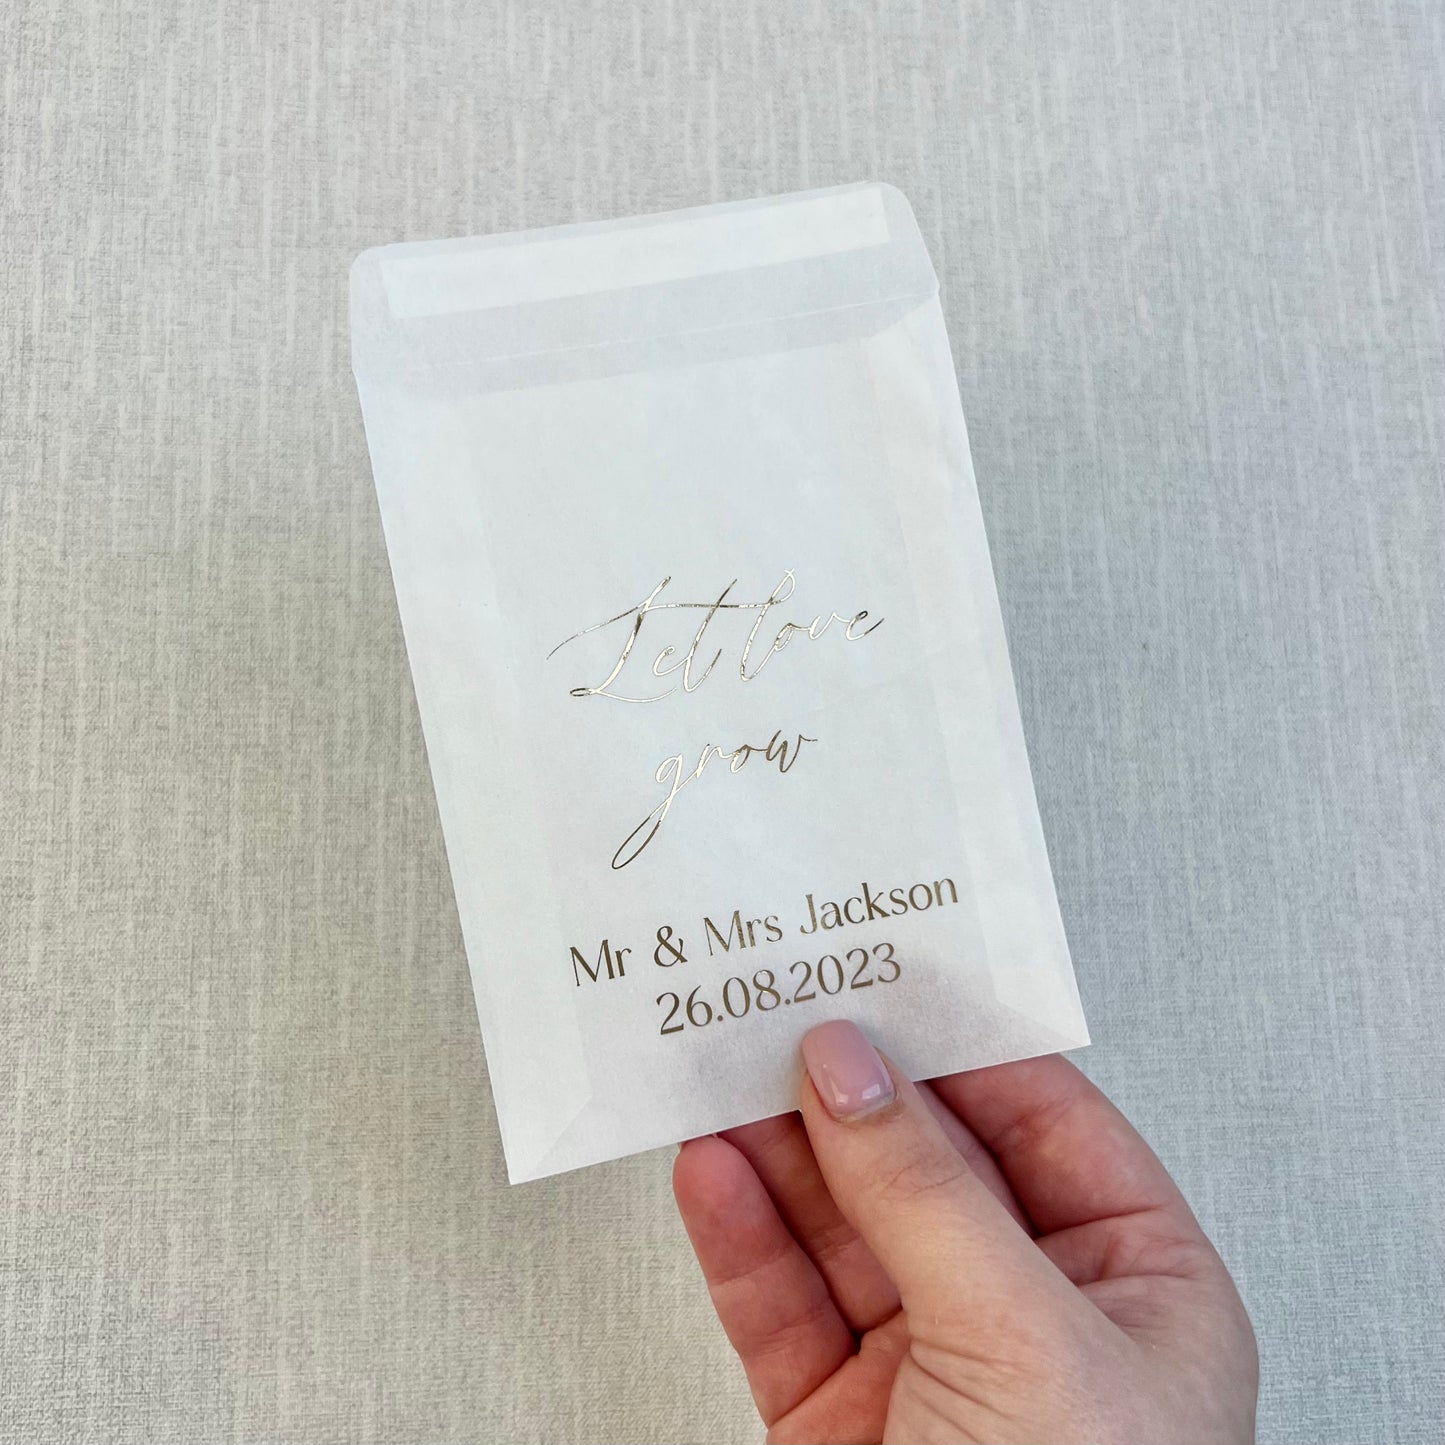 Let love
grow
Mr & Mrs Jackson
26.08.2023